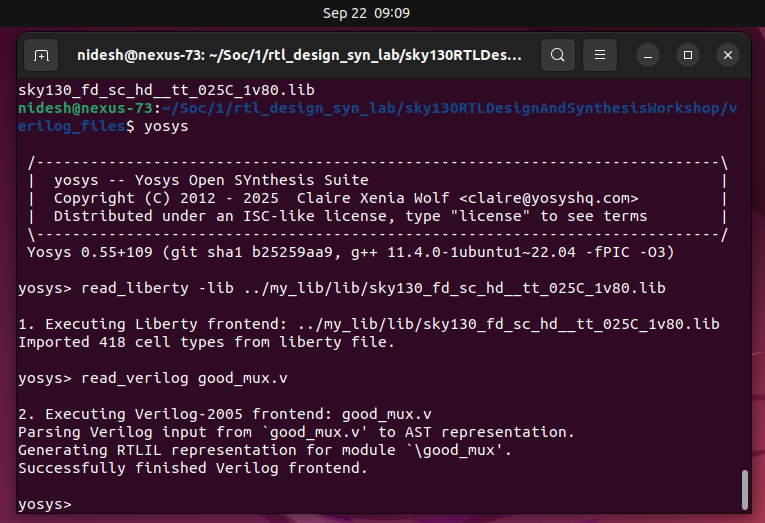 Sep 22 09:09
nidesh@nexus-73: ~/Soc/1/rtl_design_syn_lab/sky130RTLDes...
sky130_fd_sc_hd__tt_025C_1v80.lib
nidesh@nexus-73:~/Soc/1/rtl_design_syn_lab/sky130RTLDesignAndSynthesisWorkshop/v
erilog_files$ yosys
/----------------------------------------------------------------------------\
|  yosys -- Yosys Open SYnthesis Suite                                       |
|  Copyright (C) 2012 - 2025  Claire Xenia Wolf <claire@yosyshq.com>         |
|  Distributed under an ISC-like license, type "license" to see terms        |
\----------------------------------------------------------------------------/
Yosys 0.55+109 (git sha1 b25259aa9, g++ 11.4.0-1ubuntu1~22.04 -fPIC -O3)
yosys> read_liberty -lib ../my_lib/lib/sky130_fd_sc_hd__tt_025C_1v80.lib
1. Executing Liberty frontend: ../my_lib/lib/sky130_fd_sc_hd__tt_025C_1v80.lib
Imported 418 cell types from liberty file.
yosys> read_verilog good_mux.v
2. Executing Verilog-2005 frontend: good_mux.v
Parsing Verilog input from `good_mux.v' to AST representation.
Generating RTLIL representation for module `\good_mux'.
Successfully finished Verilog frontend.
yosys>